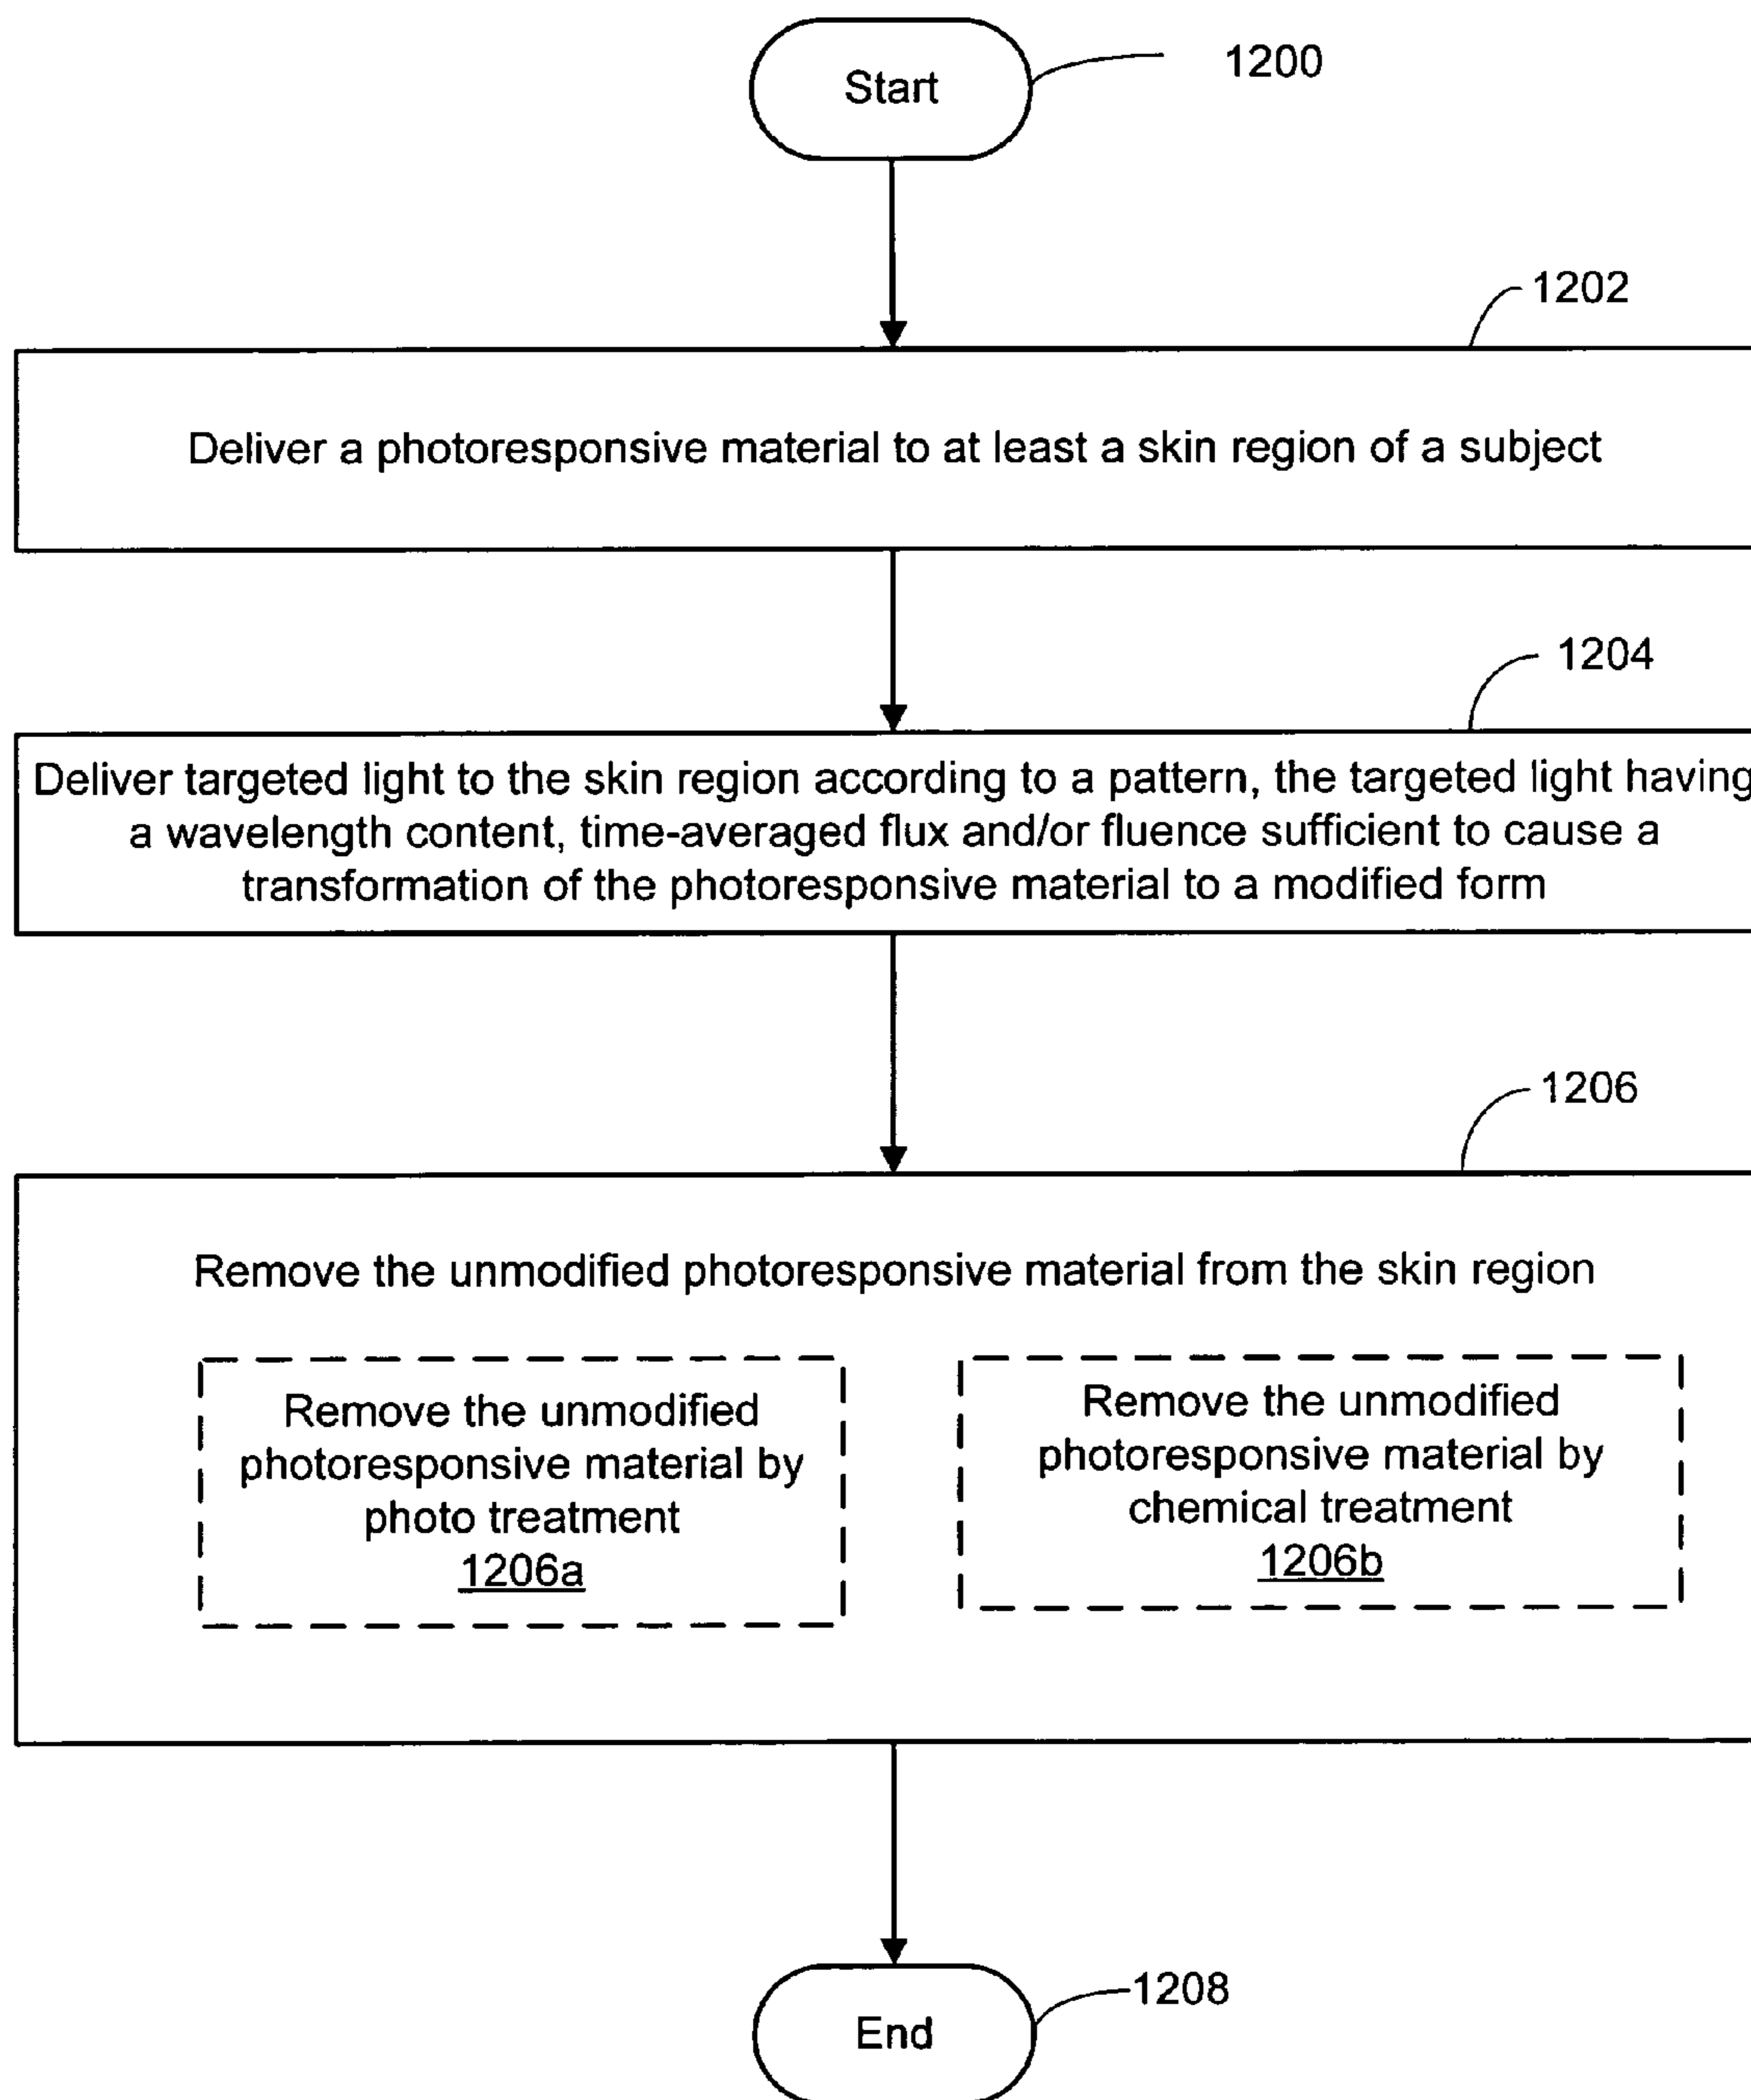 Start
1200
1202
Deliver a photoresponsive material to at least a skin region of a subject
1204
Deliver targeted light to the skin region according to a pattern, the targeted light having
a wavelength content, time-averaged flux and/or fluence sufficient to cause a
transformation of the photoresponsive material to a modified form
1206
Remove the unmodified photoresponsive material from the skin region
Remove the unmodified
photoresponsive material by
photo treatment
1206a
Remove the unmodified
photoresponsive material by
chemical treatment
1206b
1208
End